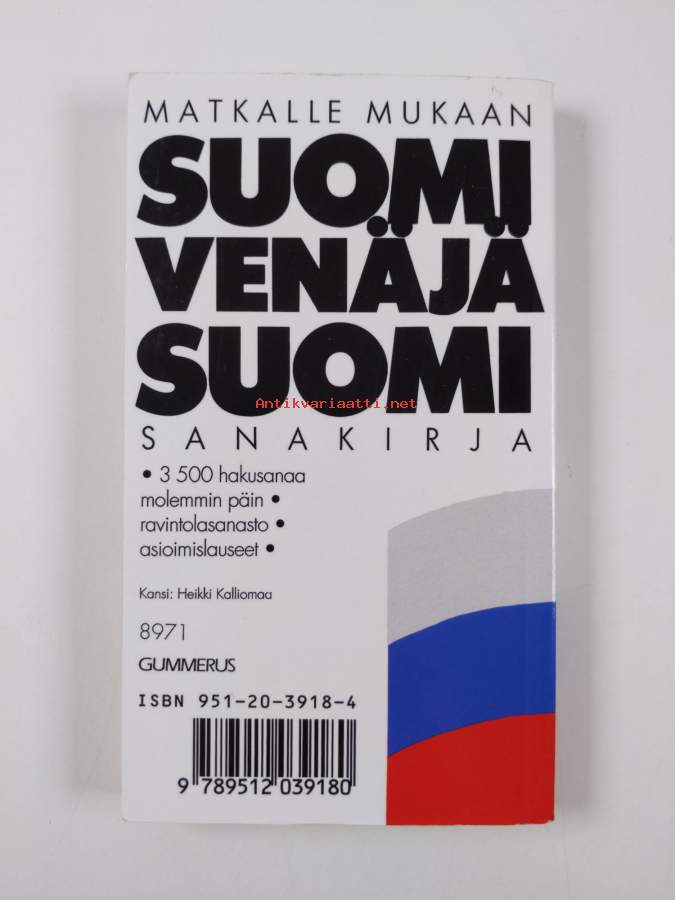 MATKALLE MUKAAN
SUOMI
VENÄJÄ
SUOMI
Antikvariaatti.net
SANAKIRJA
• 3 500 hakusanaa
molemmin päin •
ravintolasanasto •
asioimislauseet •
Kansi: Heikki Kalliomaa
8971
GUMMERUS
ISBN 951-20-3918-4
9 789512 039180